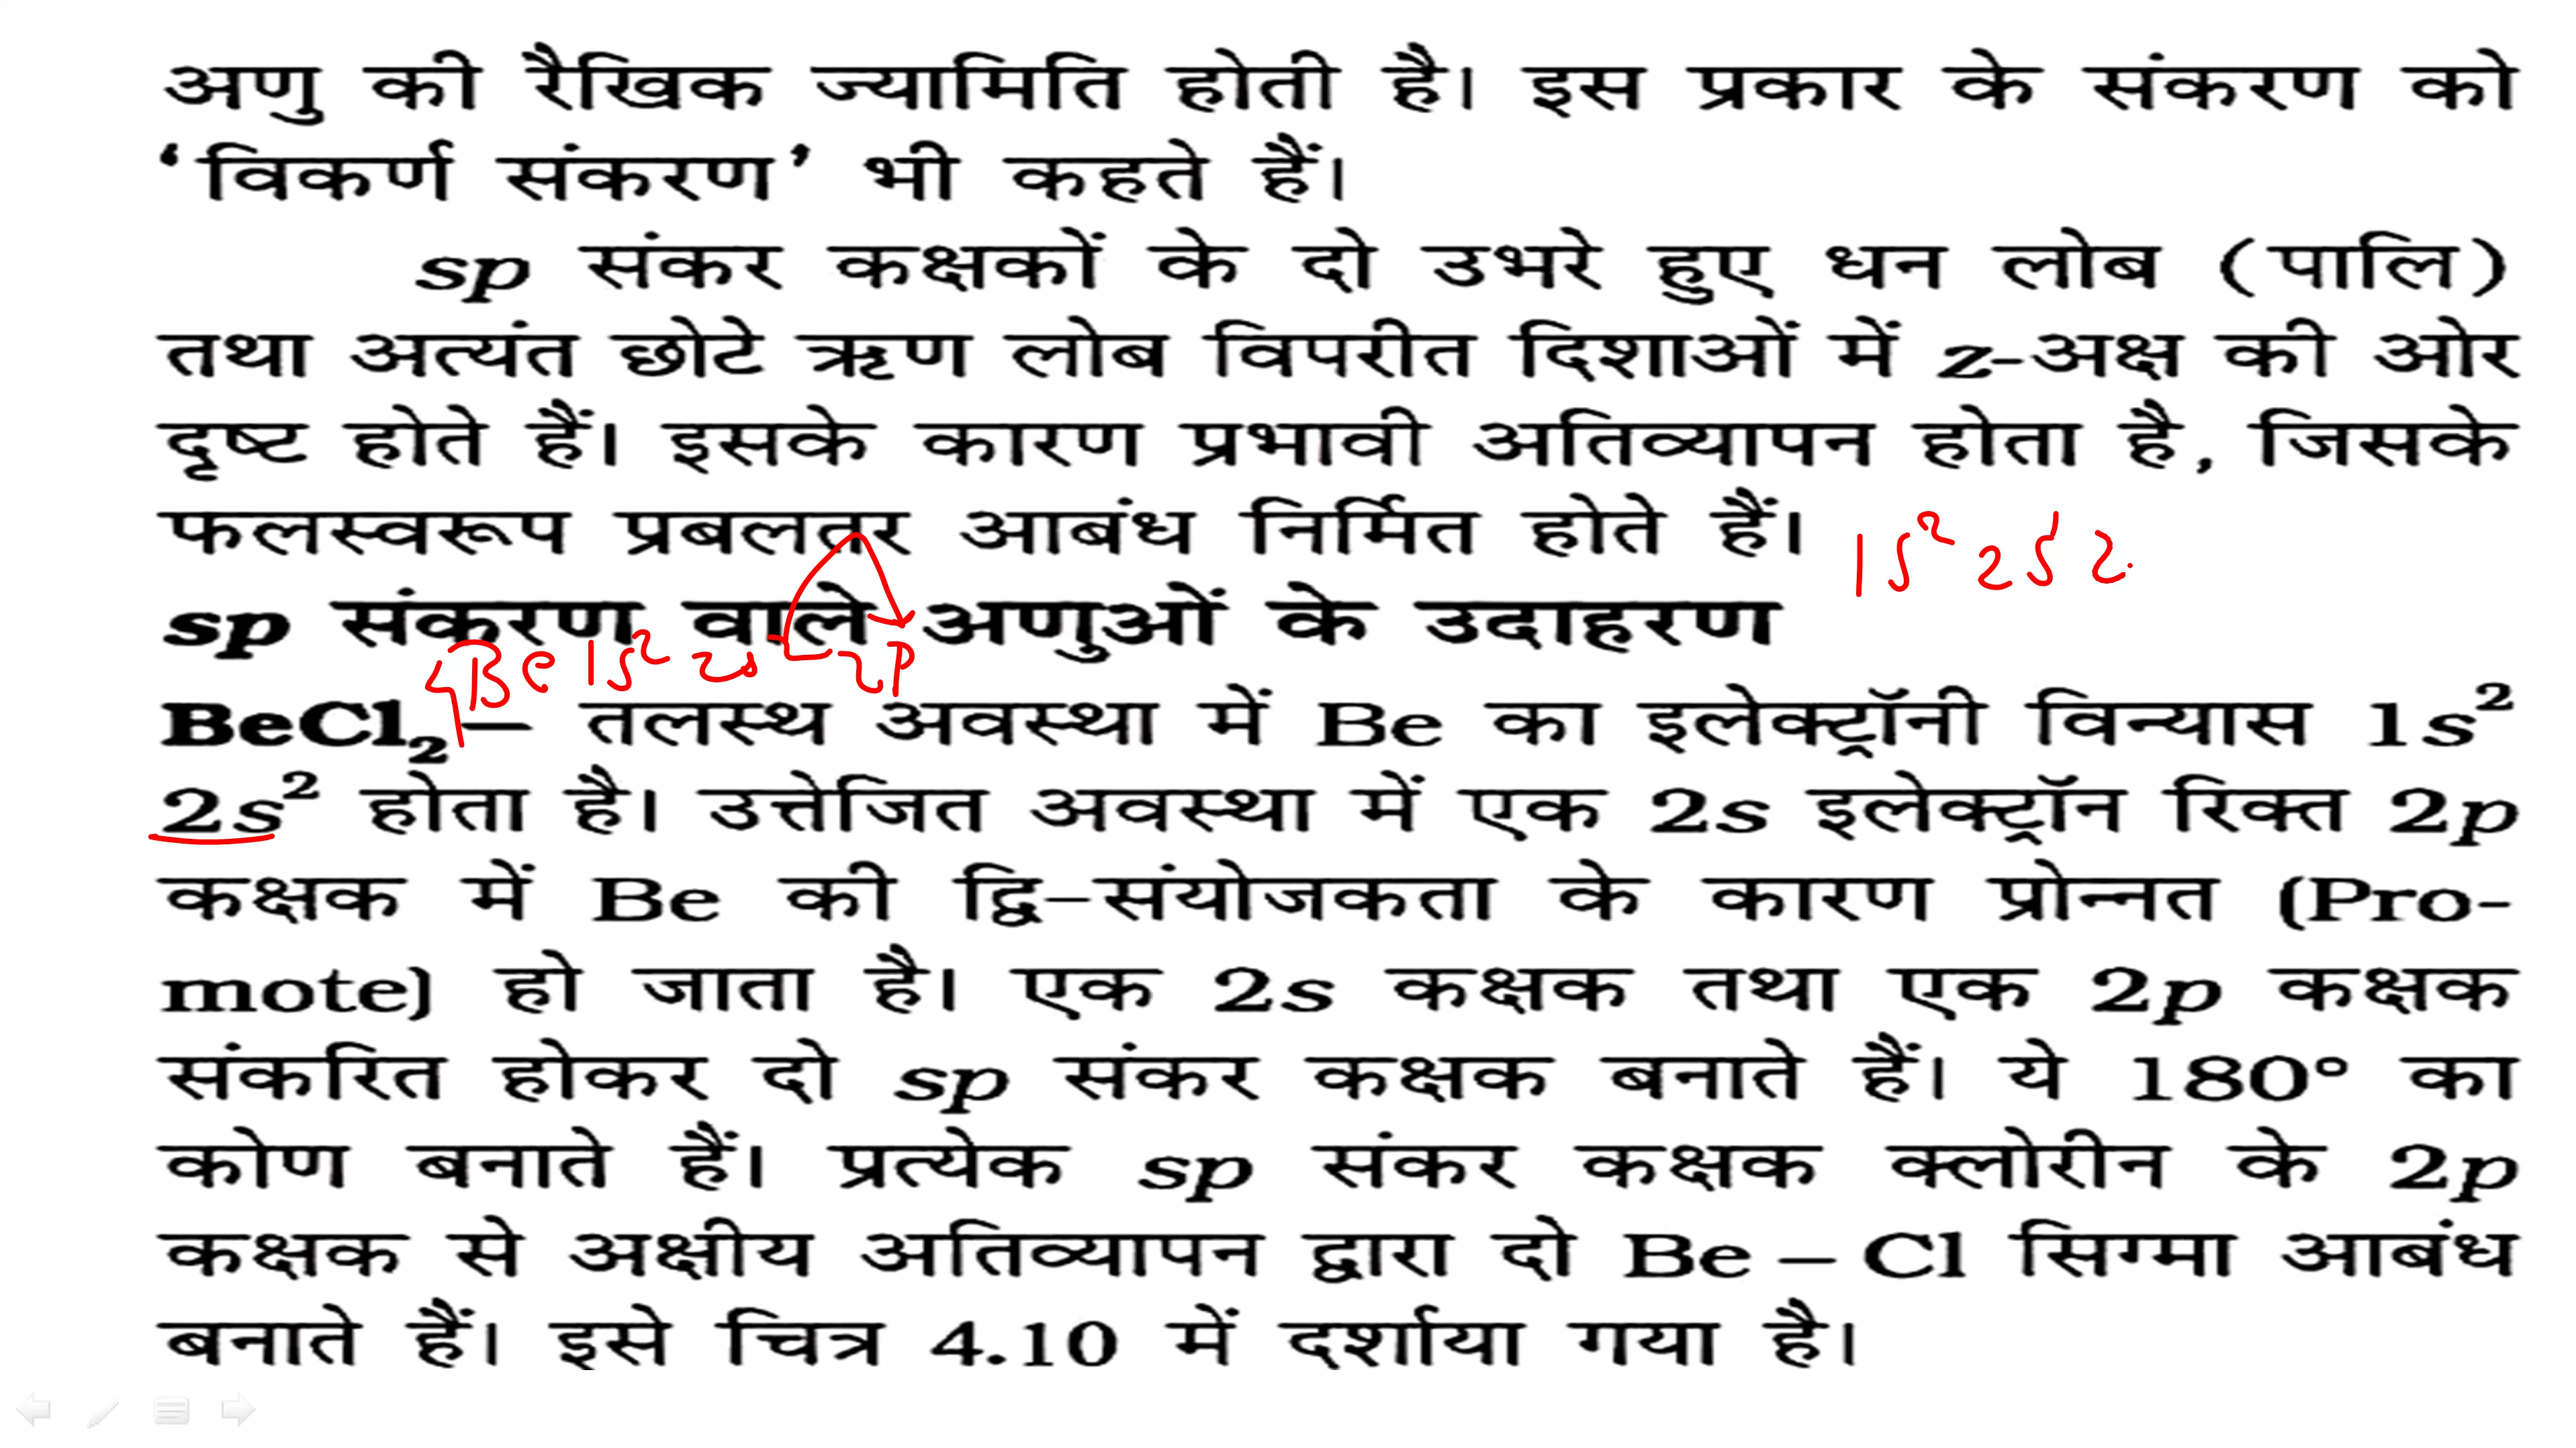 अणु की रैखिक ज्यामिति होती है। इस प्रकार के संकरण को
‘विकर्ण संकरण’ भी कहते हैं।
sp संकर कक्षकों के दो उभरे हुए धन लोब (पालि)
तथा अत्यंत छोटे ऋण लोब विपरीत दिशाओं में z-अक्ष की ओर
दृष्ट होते हैं। इसके कारण प्रभावी अतिव्यापन होता है, जिसके
फलस्वरूप प्रबलतर आबंध निर्मित होते हैं।
1s² 2s¹ 2
sp संकरण वाले अणुओं के उदाहरण
₄Be 1s² 2s 2p
BeCl₂ – तलस्थ अवस्था में Be का इलेक्ट्रॉनी विन्यास 1s²
2s² होता है। उत्तेजित अवस्था में एक 2s इलेक्ट्रॉन रिक्त 2p
कक्षक में Be की द्वि-संयोजकता के कारण प्रोन्नत (Pro-
mote) हो जाता है। एक 2s कक्षक तथा एक 2p कक्षक
संकरित होकर दो sp संकर कक्षक बनाते हैं। ये 180° का
कोण बनाते हैं। प्रत्येक sp संकर कक्षक क्लोरीन के 2p
कक्षक से अक्षीय अतिव्यापन द्वारा दो Be – Cl सिग्मा आबंध
बनाते हैं। इसे चित्र 4.10 में दर्शाया गया है।